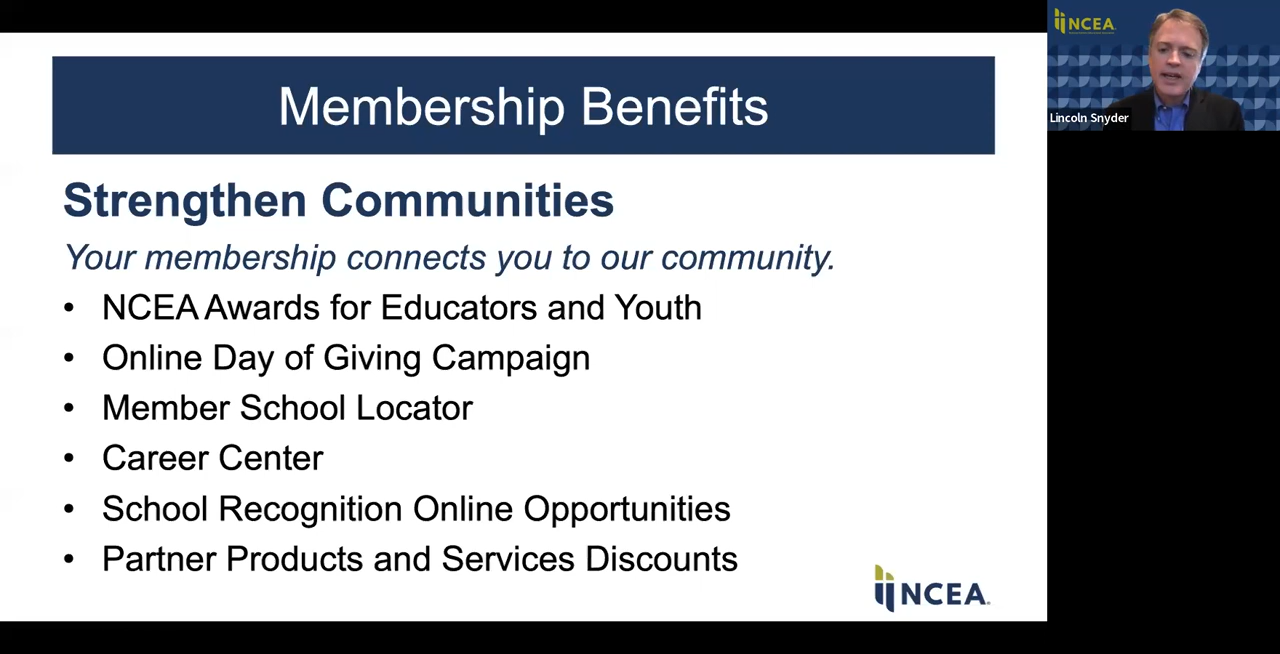 Membership Benefits
Strengthen Communities
Your membership connects you to our community.
• NCEA Awards for Educators and Youth
• Online Day of Giving Campaign
• Member School Locator
• Career Center
• School Recognition Online Opportunities
• Partner Products and Services Discounts
NCEA
NCEA
Lincoln Snyder